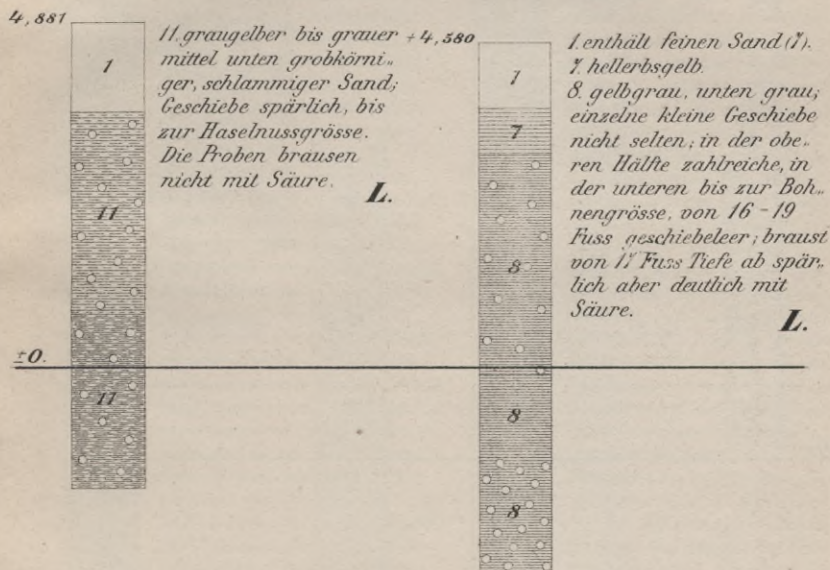 4,881
11. graugelber bis grauer
mittel unten grobkörni„
ger, schlammiger Sand;
Geschiebe spärlich, bis
zur Haselnussgrösse.
Die Proben brausen
nicht mit Säure.
L.
1
11
11
+4,580
1. enthält feinen Sand (7).
7. hellerbsgelb.
8. gelbgrau, unten grau;
einzelne kleine Geschiebe
nicht selten; in der obe„
ren Hälfte zahlreiche, in
der unteren bis zur Boh„
nengrösse, von 16 - 19
Fuss geschiebeleer; braust
von 17 Fuss Tiefe ab spär„
lich aber deutlich mit
Säure.
L.
1
7
8
8
8
±0.